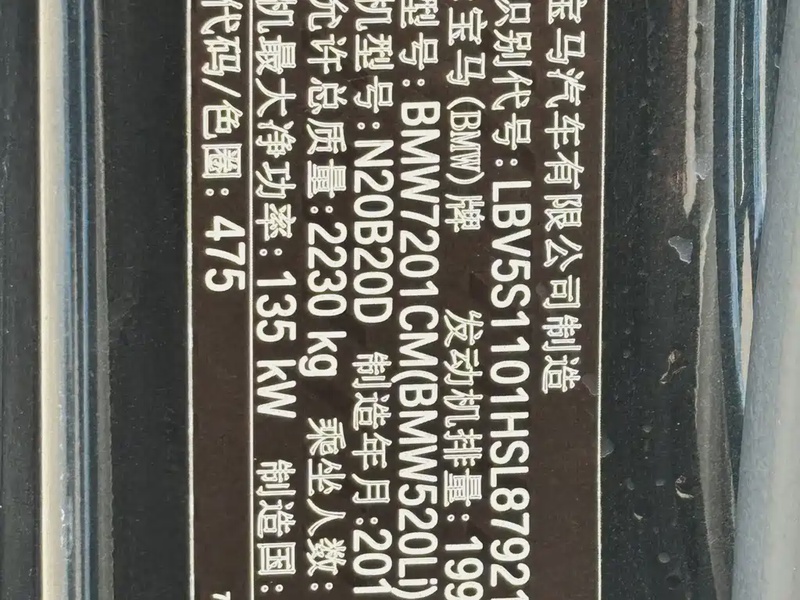 宝马汽车有限公司制造
识别代号:LBV5S1101HSL87921
宝马(BMW)牌 发动机排量:199
型号:BMW7201CM(BMW520Li)
机型号:N20B20D 制造年月:201
允许总质量:2230 kg 乘坐人数:
机最大净功率:135 kW 制造国:
代码/色圈:475